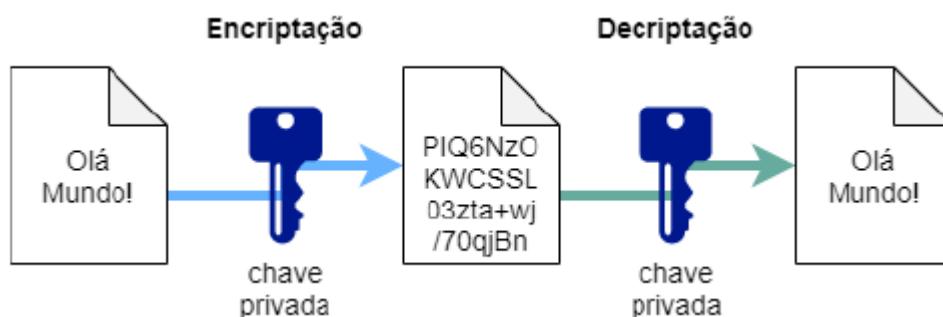 Encriptação
Decriptação
Olá
Mundo!
chave
privada
PIQ6NzO
KWCSSL
03zta+wj
/70qjBn
chave
privada
Olá
Mundo!